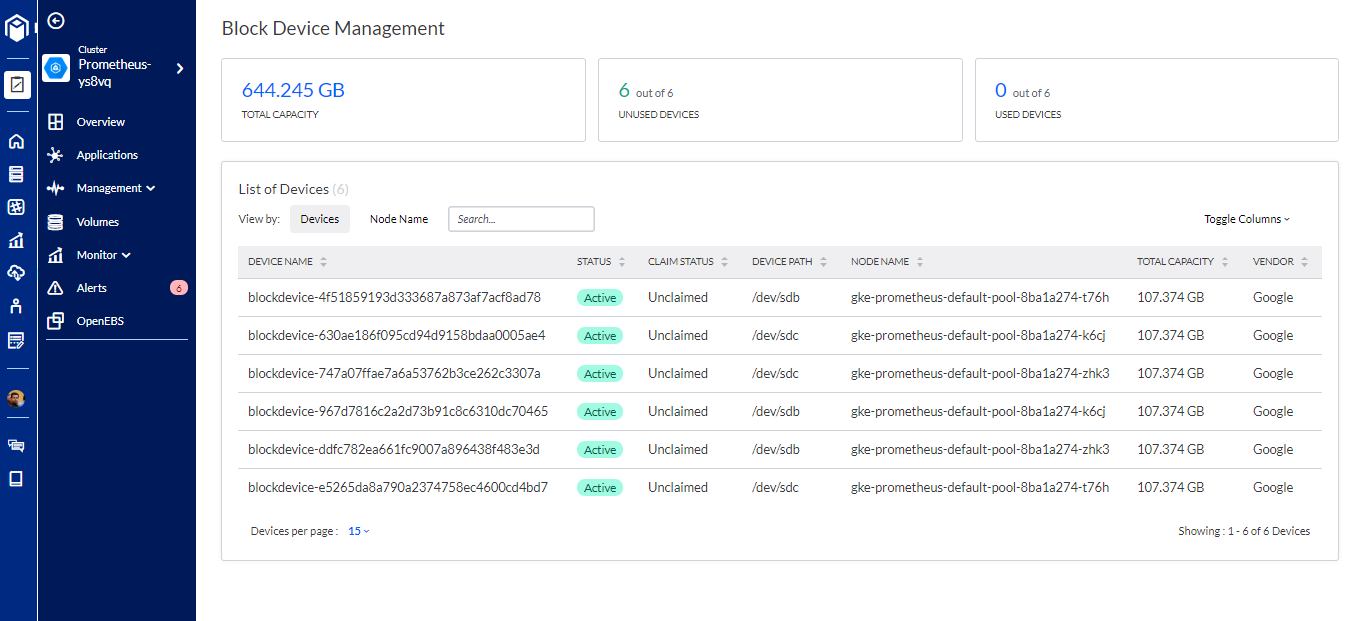 Block Device Management
Cluster
Prometheus-
ys8vq
Overview
Applications
Management
Volumes
Monitor
Alerts 6
OpenEBS
644.245 GB
TOTAL CAPACITY
6 out of 6
UNUSED DEVICES
0 out of 6
USED DEVICES
List of Devices (6)
View by: Devices Node Name Search... Toggle Columns
DEVICE NAME STATUS CLAIM STATUS DEVICE PATH NODE NAME TOTAL CAPACITY VENDOR
blockdevice-4f51859193d333687a873af7acf8ad78 Active Unclaimed /dev/sdb gke-prometheus-default-pool-8ba1a274-t76h 107.374 GB Google
blockdevice-630ae186f095cd94d9158bdaa0005ae4 Active Unclaimed /dev/sdc gke-prometheus-default-pool-8ba1a274-k6cj 107.374 GB Google
blockdevice-747a07ffae7a6a53762b3ce262c3307a Active Unclaimed /dev/sdc gke-prometheus-default-pool-8ba1a274-zhk3 107.374 GB Google
blockdevice-967d7816c2a2d73b91c8c6310dc70465 Active Unclaimed /dev/sdb gke-prometheus-default-pool-8ba1a274-k6cj 107.374 GB Google
blockdevice-ddfc782ea661fc9007a896438f483e3d Active Unclaimed /dev/sdb gke-prometheus-default-pool-8ba1a274-zhk3 107.374 GB Google
blockdevice-e5265da8a790a2374758ec4600cd4bd7 Active Unclaimed /dev/sdc gke-prometheus-default-pool-8ba1a274-t76h 107.374 GB Google
Devices per page : 15 Showing : 1 - 6 of 6 Devices